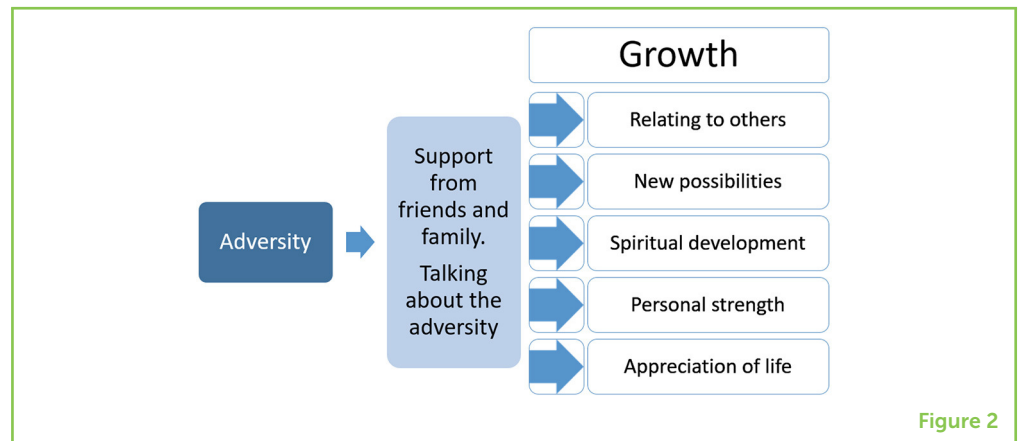 Growth
Adversity
Support
from
friends and
family.
Talking
about the
adversity
Relating to others
New possibilities
Spiritual development
Personal strength
Appreciation of life
Figure 2